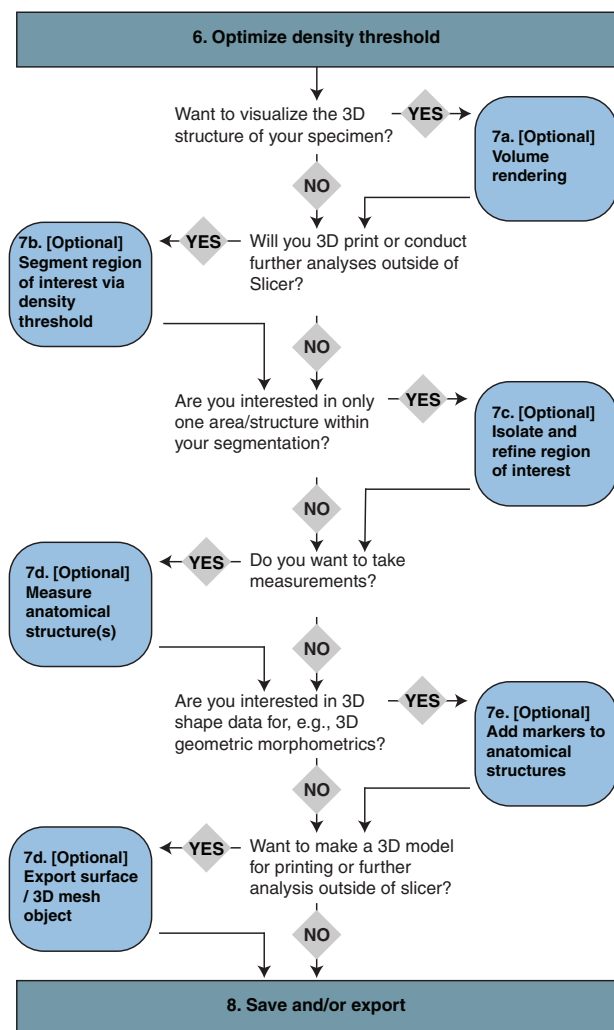 6. Optimize density threshold
Want to visualize the 3D
structure of your specimen?
YES
7a. [Optional]
Volume
rendering
NO
7b. [Optional]
Segment region
of interest via
density
threshold
YES
Will you 3D print or conduct
further analyses outside of
Slicer?
NO
Are you interested in only
one area/structure within
your segmentation?
YES
7c. [Optional]
Isolate and
refine region
of interest
NO
7d. [Optional]
Measure
anatomical
structure(s)
YES
Do you want to take
measurements?
NO
Are you interested in 3D
shape data for, e.g., 3D
geometric morphometrics?
YES
7e. [Optional]
Add markers to
anatomical
structures
NO
7d. [Optional]
Export surface
/ 3D mesh
object
YES
Want to make a 3D model
for printing or further
analysis outside of slicer?
NO
8. Save and/or export